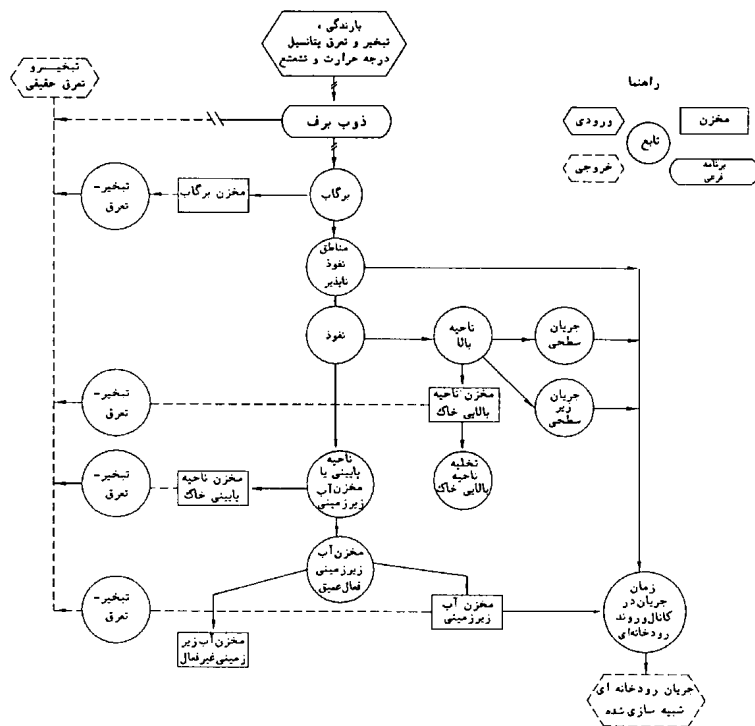 بارندگی ،
تبخیر و تعرق پتانسیل
درجه حرارت و تشعشع
تبخیــرو
تعرق حقیقی
راهنما
ورودی
مخزن
تابع
خروجی
برنامه
فرعی
ذوب برف
تبخیر-
تعرق
مخزن برگاب
برگاب
مناطق
نفوذ
ناپذیر
نفوذ
ناحیه
بالا
جریان
سطحی
تبخیر-
تعرق
مخزن ناحیه
بالایی خاک
جریان
زیر
سطحی
تبخیر-
تعرق
مخزن ناحیه
پایینی خاک
ناحیه
پایینی یا
مخزن آب
زیرزمینی
تخلیه
ناحیه
بالایی خاک
مخزن آب
زیرزمینی
فعال عمیق
تبخیر-
تعرق
مخزن آب زیر
زمینی غیرفعال
مخزن آب
زیرزمینی
زمان
جریان در
کانال و روند
رودخانه‌ای
جریان رودخانه ای
شبیه سازی شده